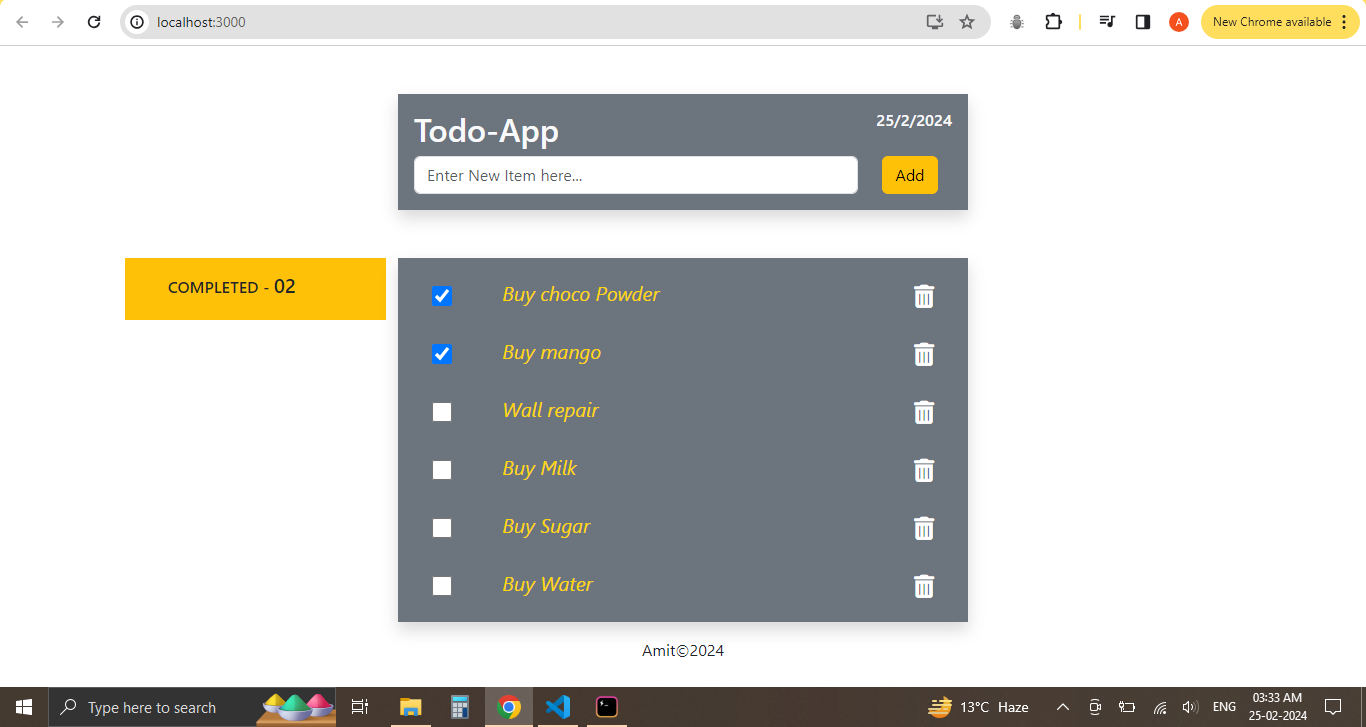 localhost:3000
A
New Chrome available
Todo-App
25/2/2024
Enter New Item here...
Add
COMPLETED - 02
Buy choco Powder
Buy mango
Wall repair
Buy Milk
Buy Sugar
Buy Water
Amit©2024
Type here to search
13°C Haze
ENG
03:33 AM
25-02-2024